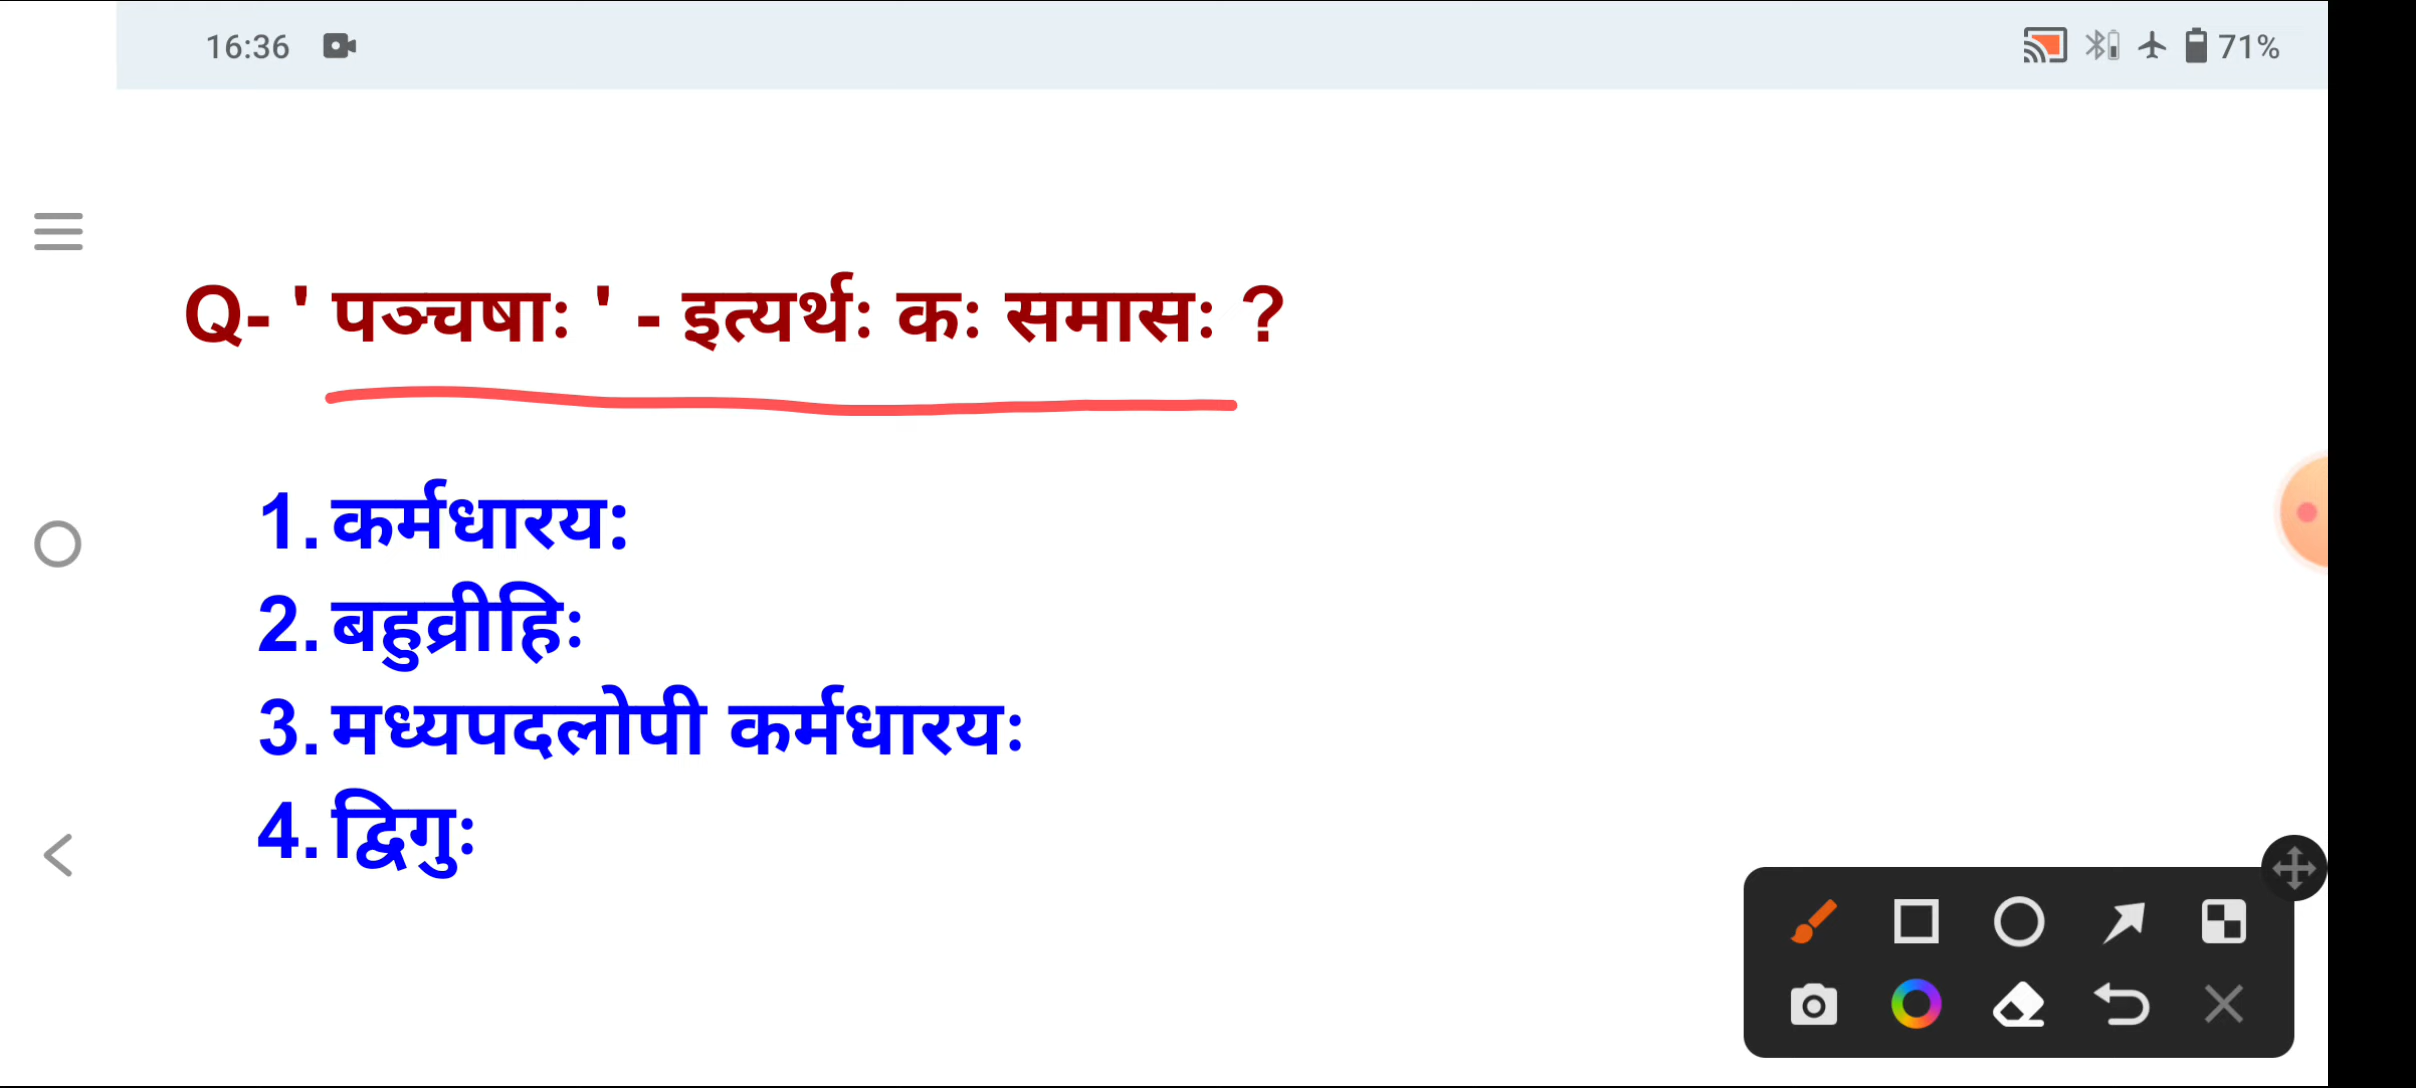 16:36
71%
Q- ' पञ्चषाः ' - इत्यर्थः कः समासः ?
1. कर्मधारय:
2. बहुव्रीहिः
3. मध्यपदलोपी कर्मधारयः
4. द्विगुः